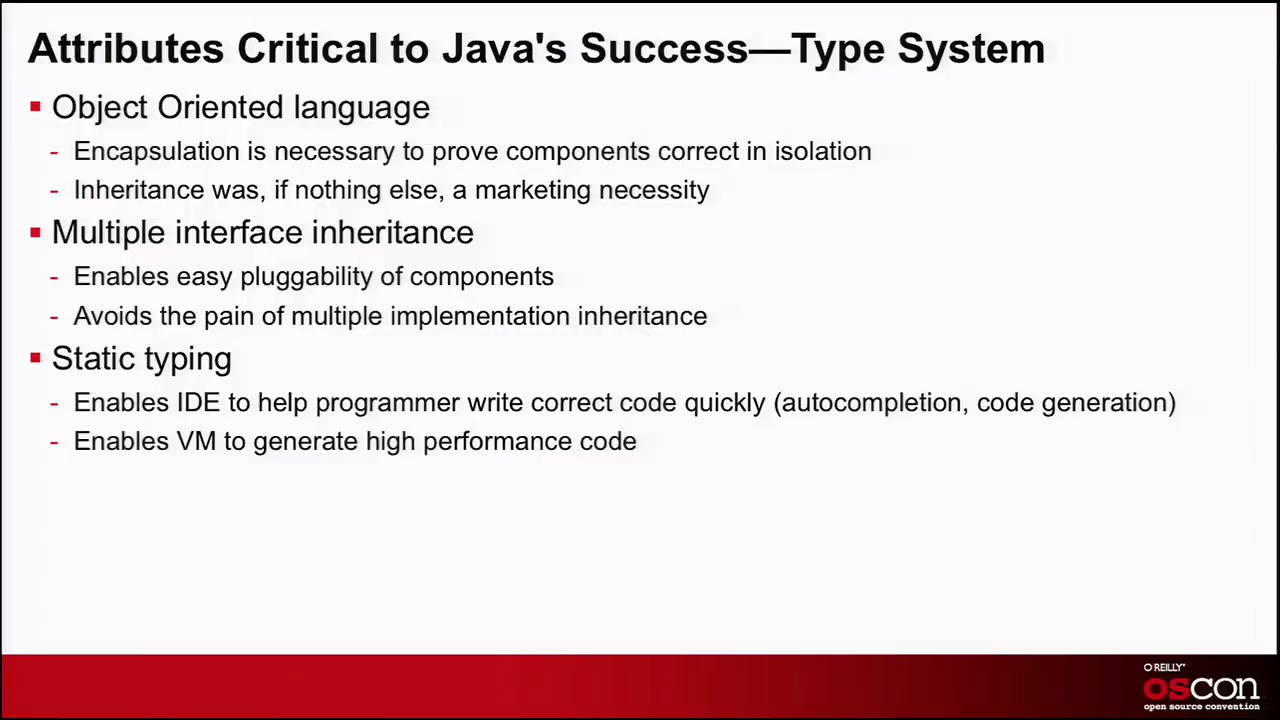 Attributes Critical to Java's Success—Type System
▪ Object Oriented language
- Encapsulation is necessary to prove components correct in isolation
- Inheritance was, if nothing else, a marketing necessity
▪ Multiple interface inheritance
- Enables easy pluggability of components
- Avoids the pain of multiple implementation inheritance
▪ Static typing
- Enables IDE to help programmer write correct code quickly (autocompletion, code generation)
- Enables VM to generate high performance code
O'REILLY®
oscon
open source convention